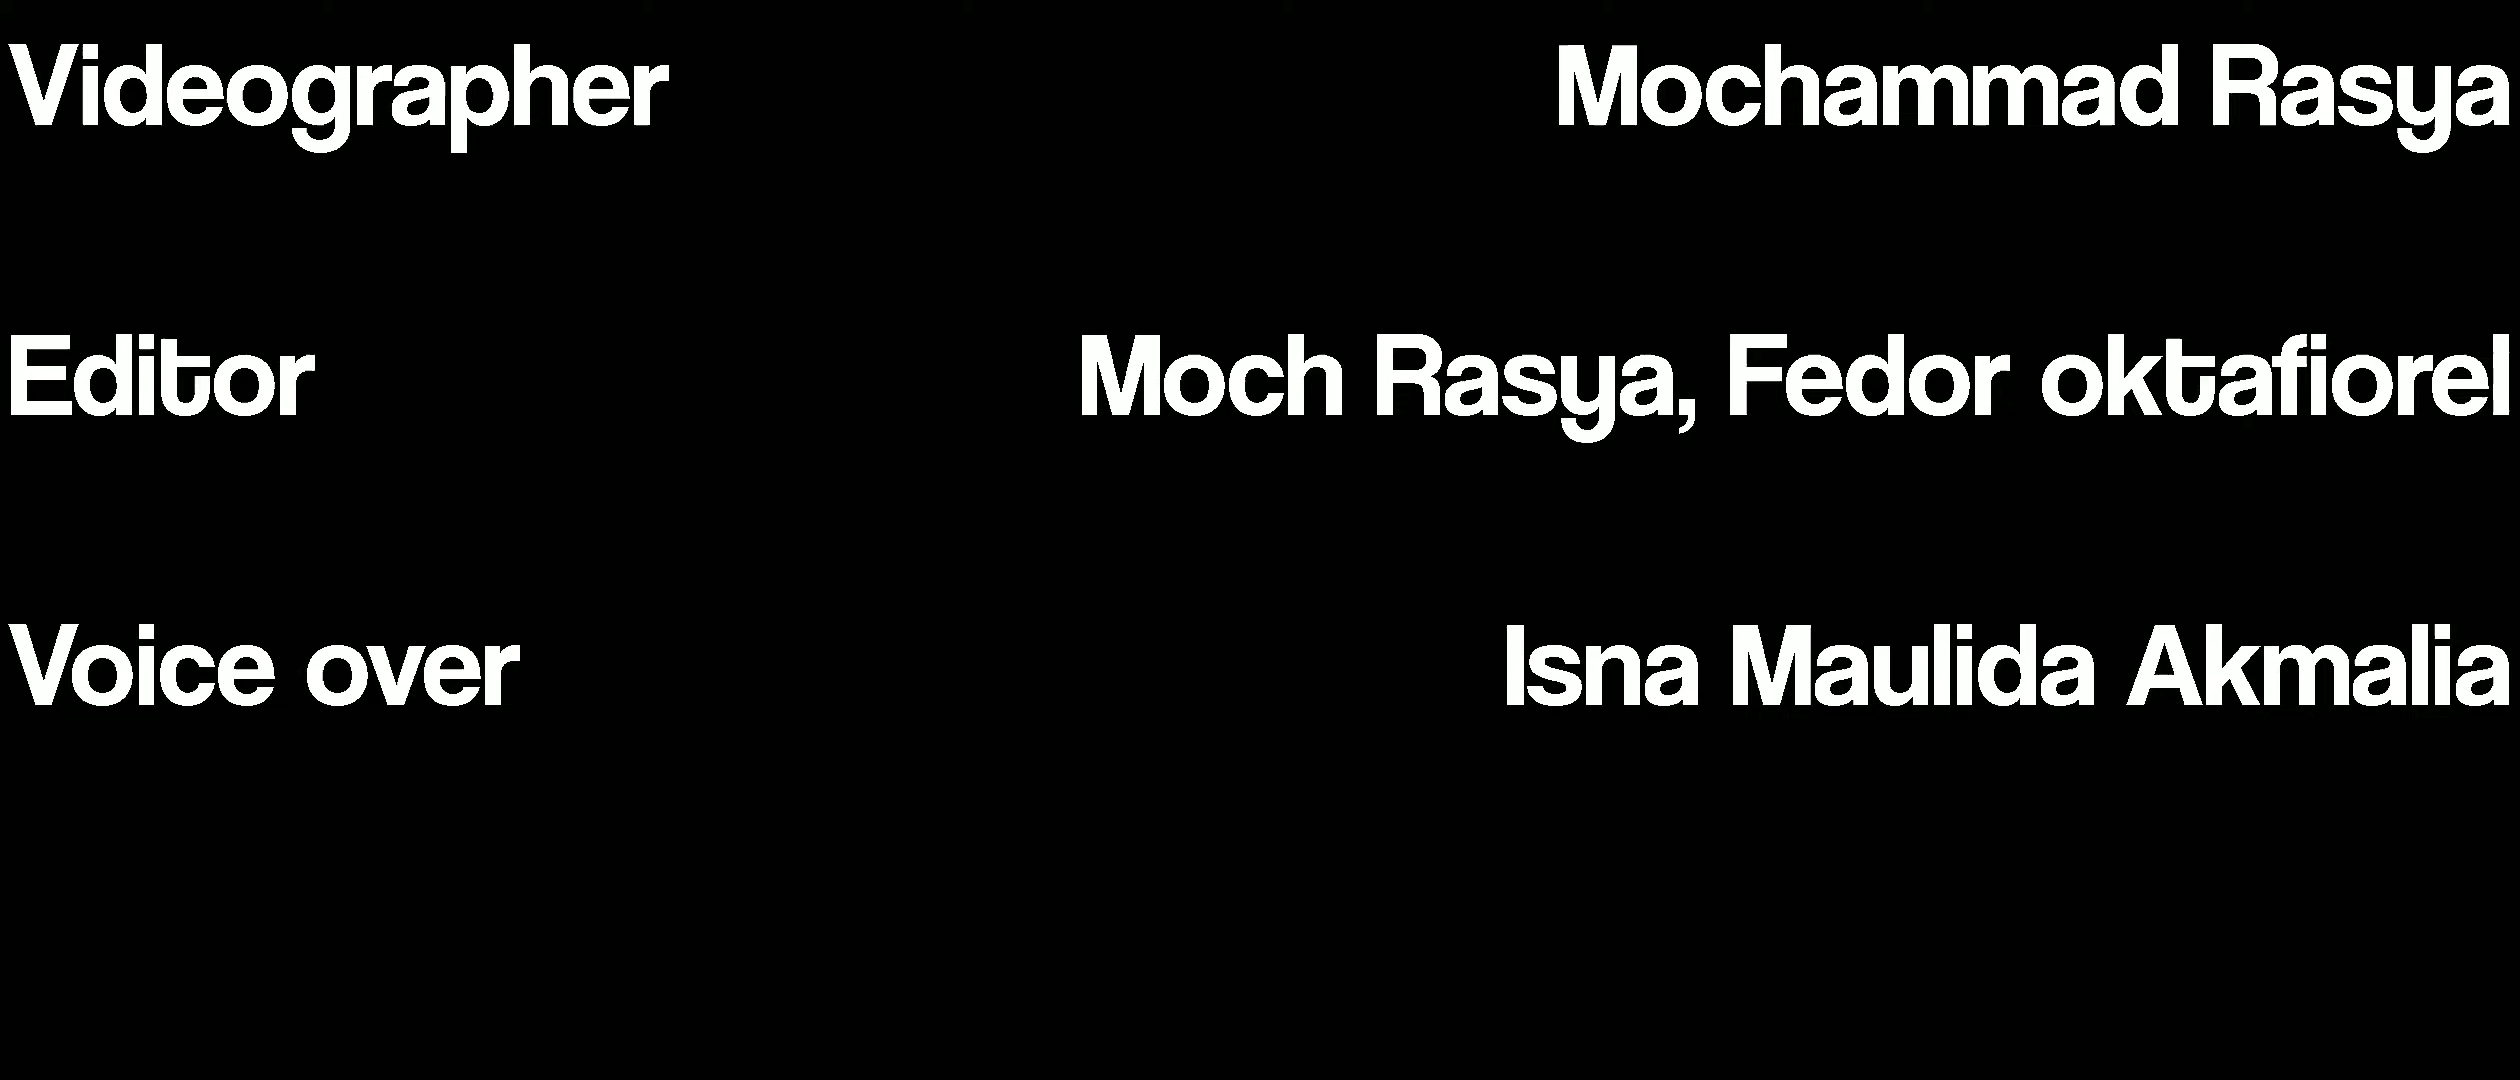 Videographer Mochammad Rasya
Editor Moch Rasya, Fedor oktafiorel
Voice over Isna Maulida Akmalia